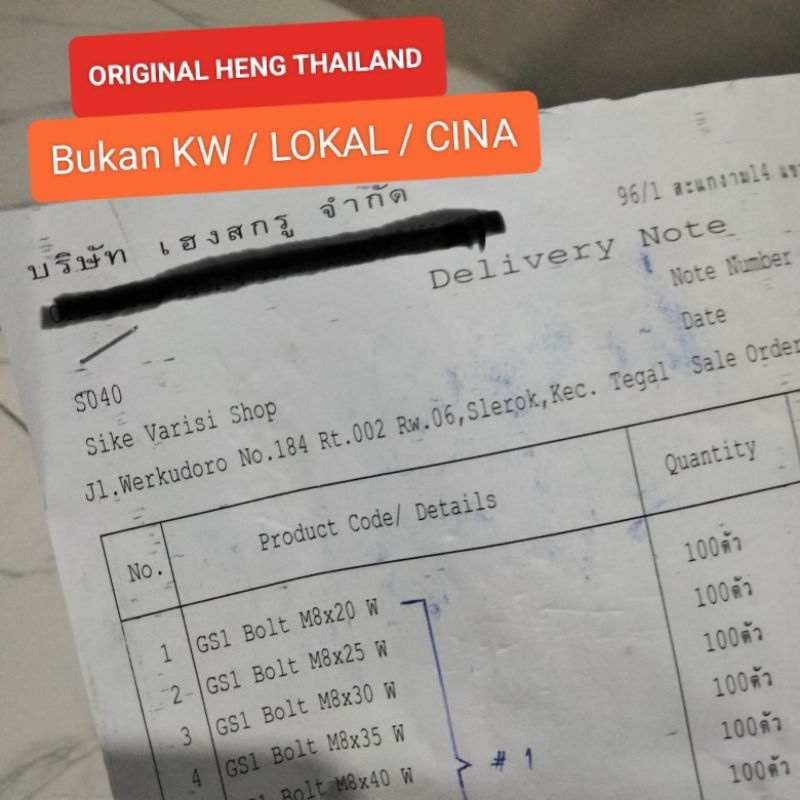 ORIGINAL HENG THAILAND
Bukan KW / LOKAL / CINA
บริษัท เฮงสกรู จำกัด
96/1 สะแกงาม14
Delivery Note
Note Number
Date
Sale Order
S040
Sike Varisi Shop
Jl.Werkudoro No.184 Rt.002 Rw.06,Slerok,Kec. Tegal
No. Product Code/ Details Quantity
1 GS1 Bolt M8x20 W 100ตัว
2 GS1 Bolt M8x25 W 100ตัว
3 GS1 Bolt M8x30 W 100ตัว
4 GS1 Bolt M8x35 W 100ตัว
Bolt M8x40 W 100ตัว
100ตัว
# 1